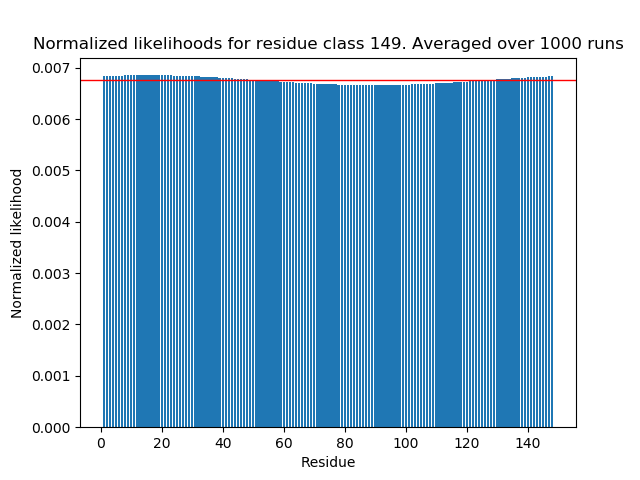 Normalized likelihoods for residue class 149. Averaged over 1000 runs
0.007
0.006
0.005
0.004
0.003
0.002
0.001
0.000
Normalized likelihood
0 20 40 60 80 100 120 140
Residue